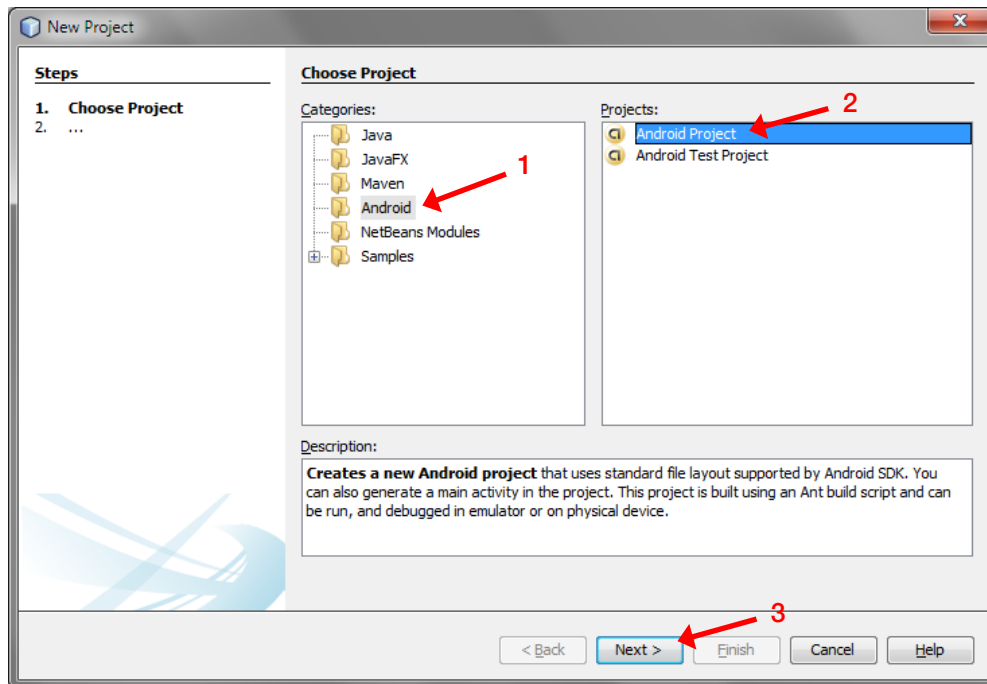 New Project
Steps
1. Choose Project
2. ...
Choose Project
Categories:
Java
JavaFX
Maven
Android
NetBeans Modules
Samples
1
Projects:
2
Android Project
Android Test Project
Description:
Creates a new Android project that uses standard file layout supported by Android SDK. You
can also generate a main activity in the project. This project is built using an Ant build script and can
be run, and debugged in emulator or on physical device.
3
< Back
Next >
Finish
Cancel
Help